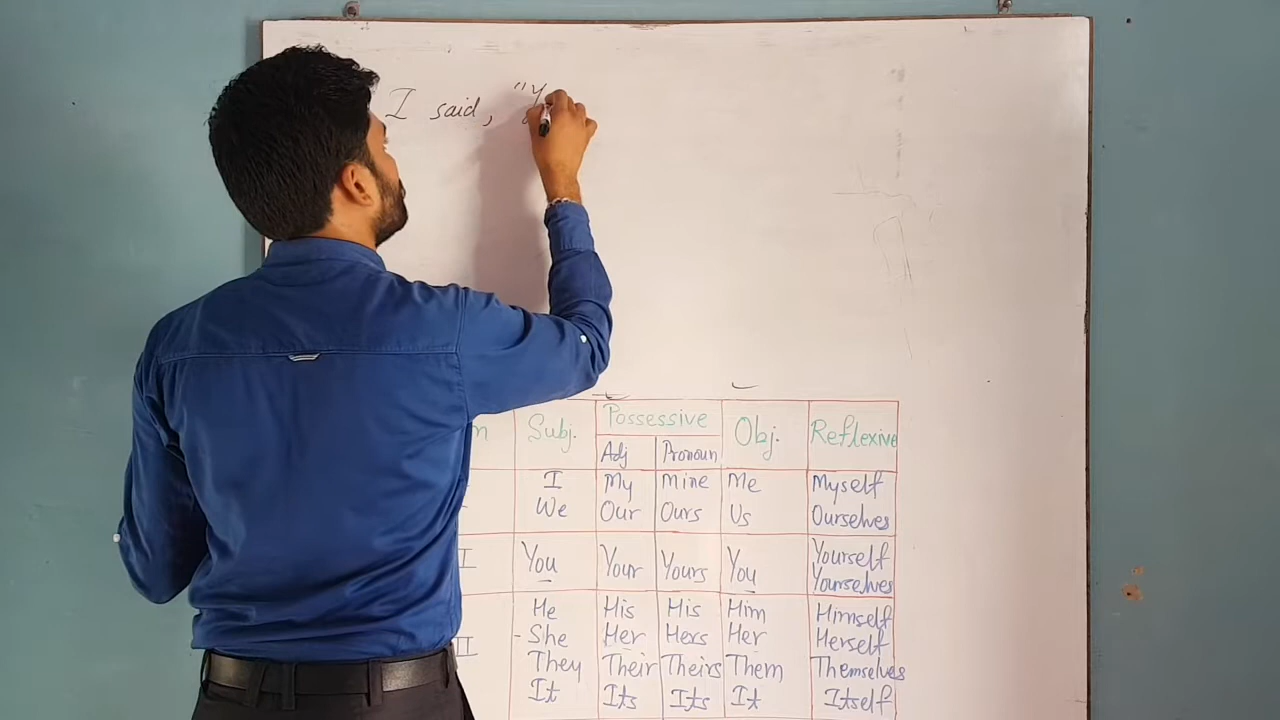 I said, "Y
Subj. Possessive Obj. Reflexive
Adj Pronoun
I My Mine Me Myself
We Our Ours Us Ourselves
I You Your Yours You Yourself
Yourselves
He His His Him Himself
II She Her Hers Her Herself
They Their Theirs Them Themselves
It Its Its It Itself